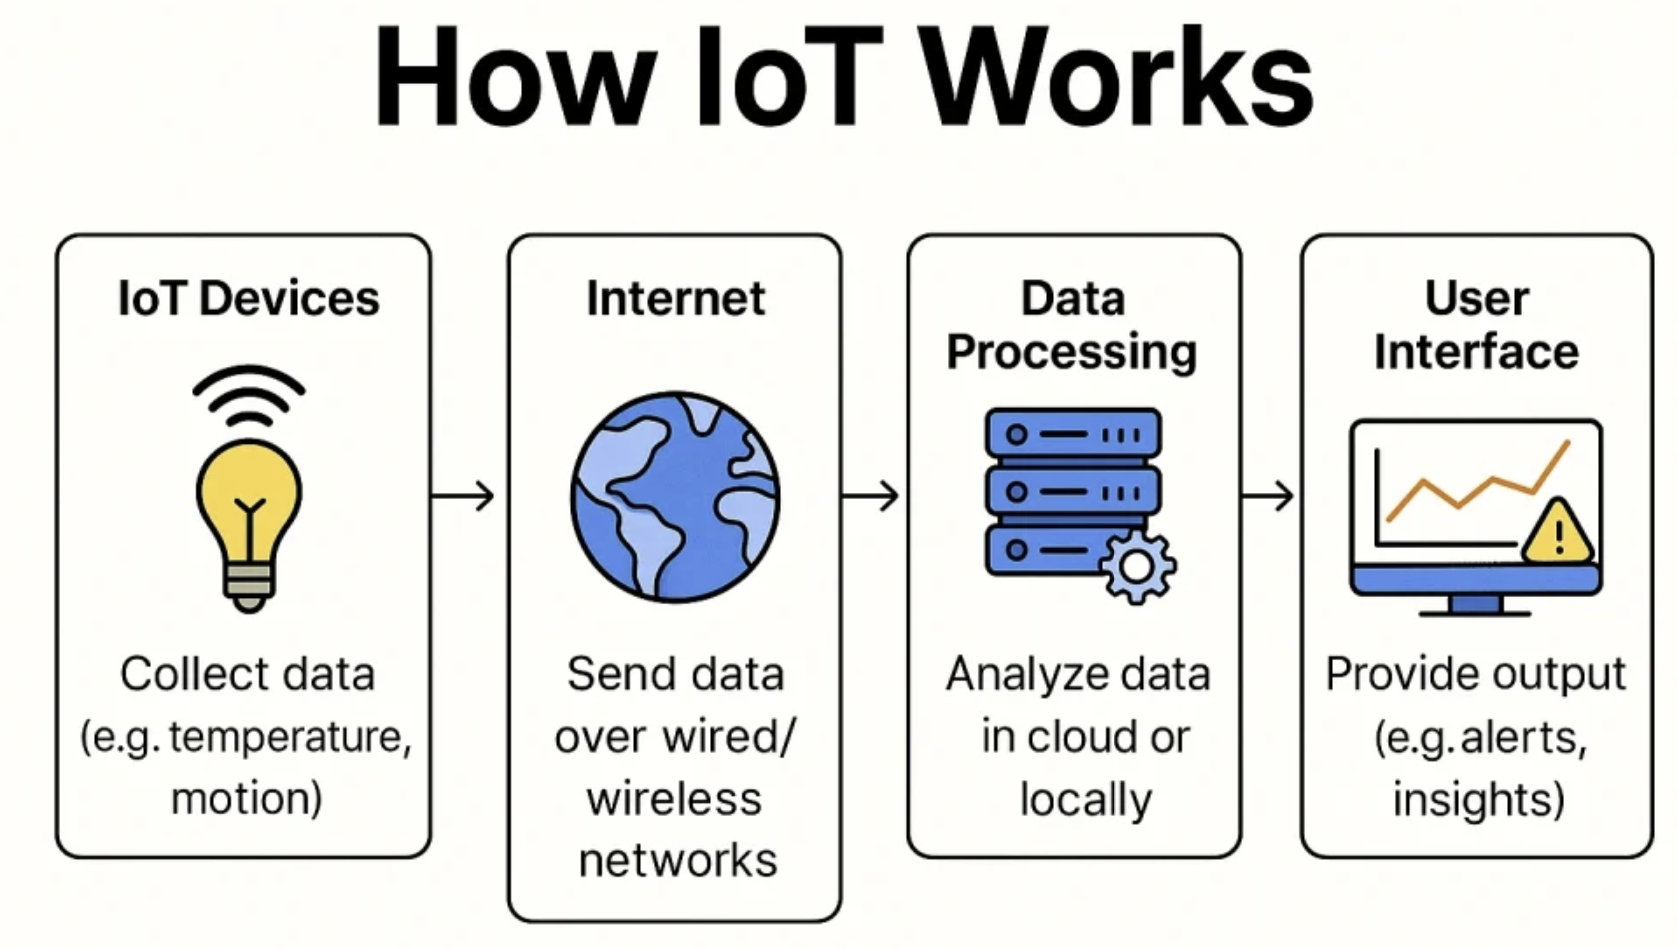 How IoT Works
IoT Devices
Collect data
(e.g. temperature,
motion)
Internet
Send data
over wired/
wireless
networks
Data
Processing
Analyze data
in cloud or
locally
User
Interface
!
Provide output
(e.g. alerts,
insights)